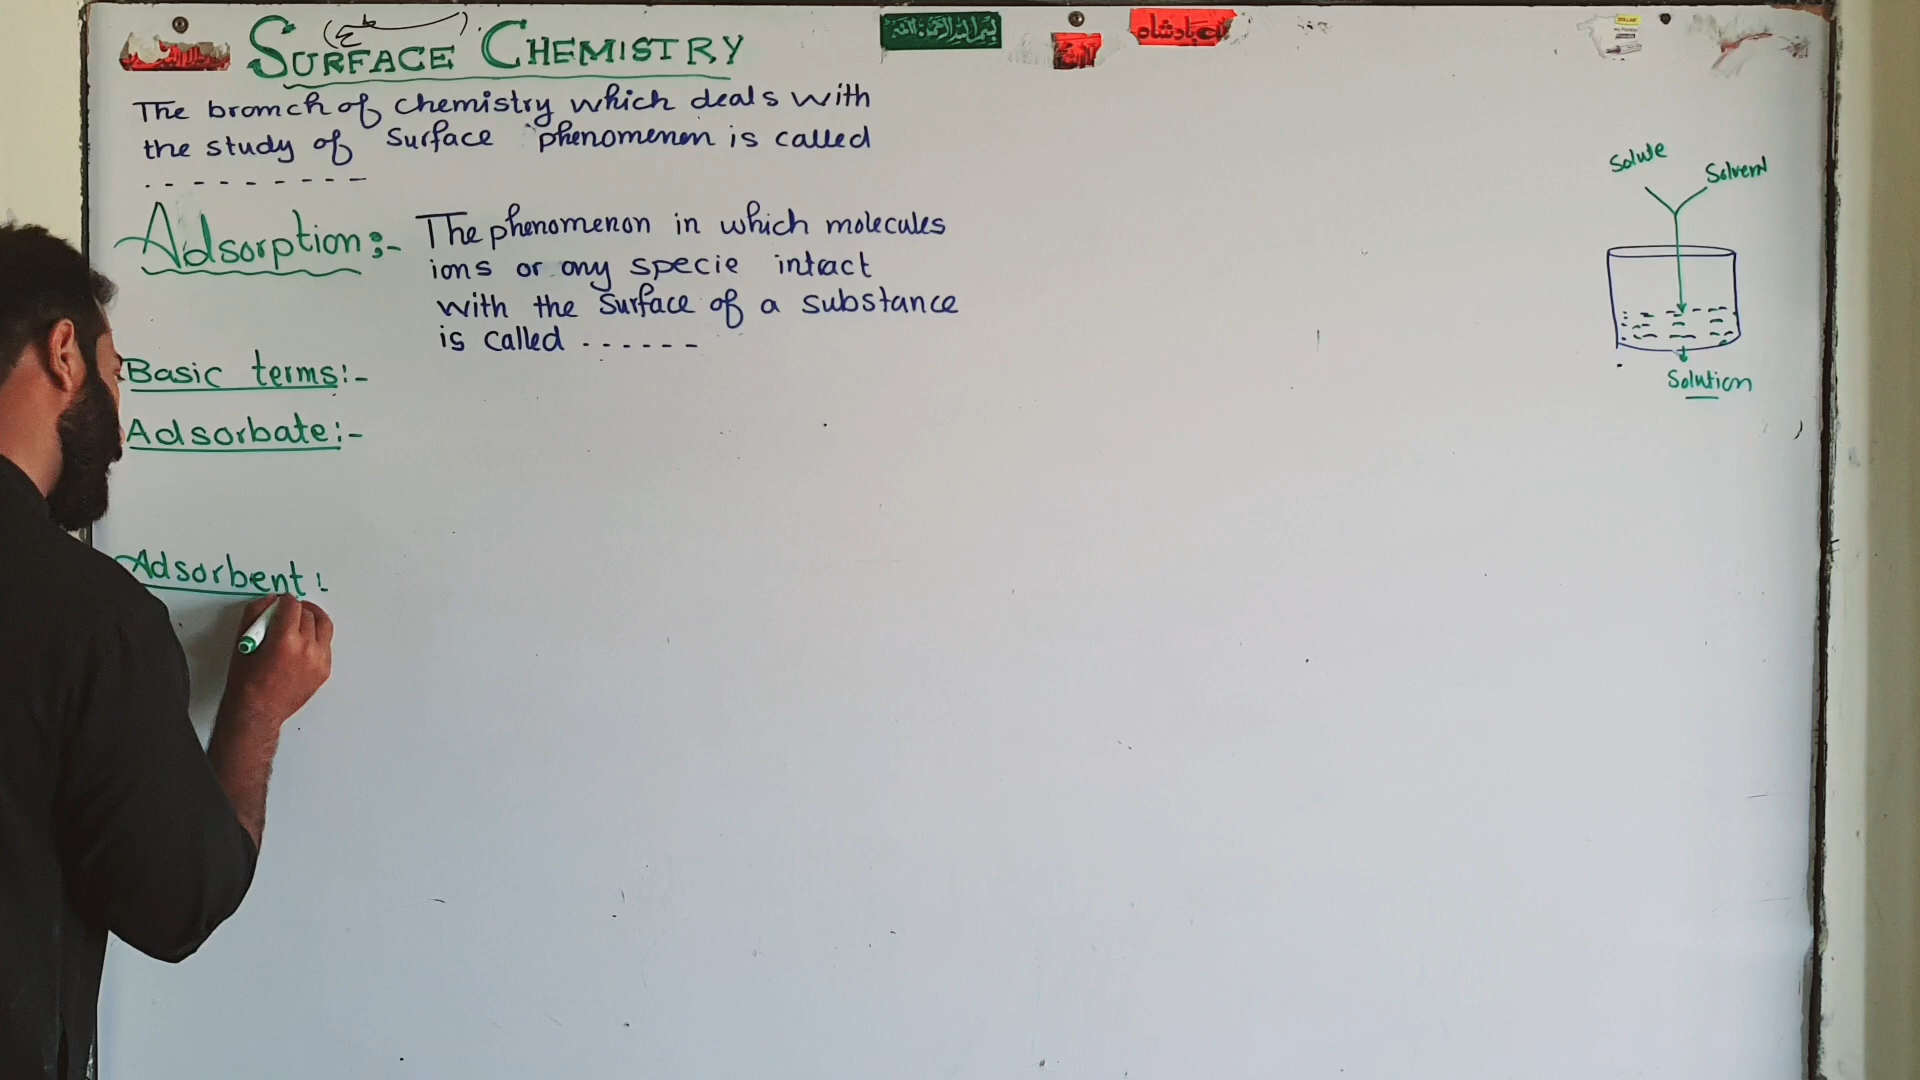 SURFACE CHEMISTRY
The branch of chemistry which deals with
the study of surface phenomenon is called
- - - - - - - - -
Adsorption:- The phenomenon in which molecules
ions or any specie intact
with the surface of a substance
is called - - - - - -
Basic terms:-
Adsorbate:-
Adsorbent:
Solute
Solvent
Solution